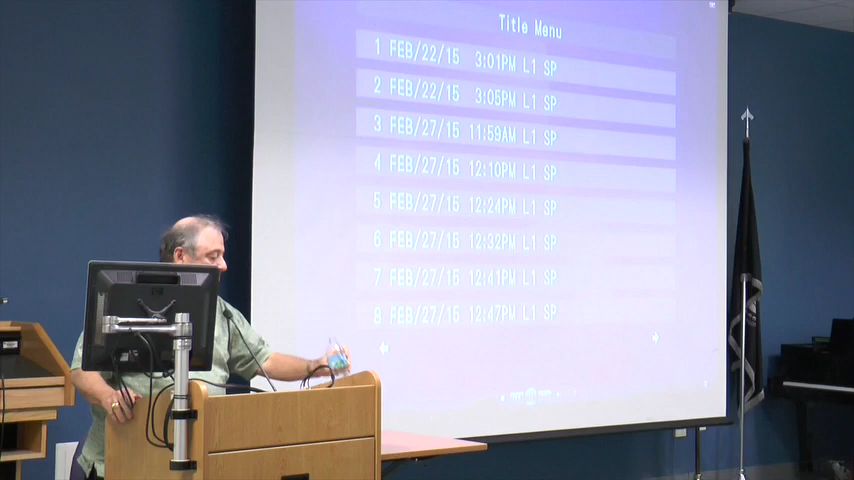 Title Menu
1 FEB/22/15 3:01PM L1 SP
2 FEB/22/15 3:05PM L1 SP
3 FEB/27/15 11:59AM L1 SP
4 FEB/27/15 12:10PM L1 SP
5 FEB/27/15 12:24PM L1 SP
6 FEB/27/15 12:32PM L1 SP
7 FEB/27/15 12:41PM L1 SP
8 FEB/27/15 12:47PM L1 SP